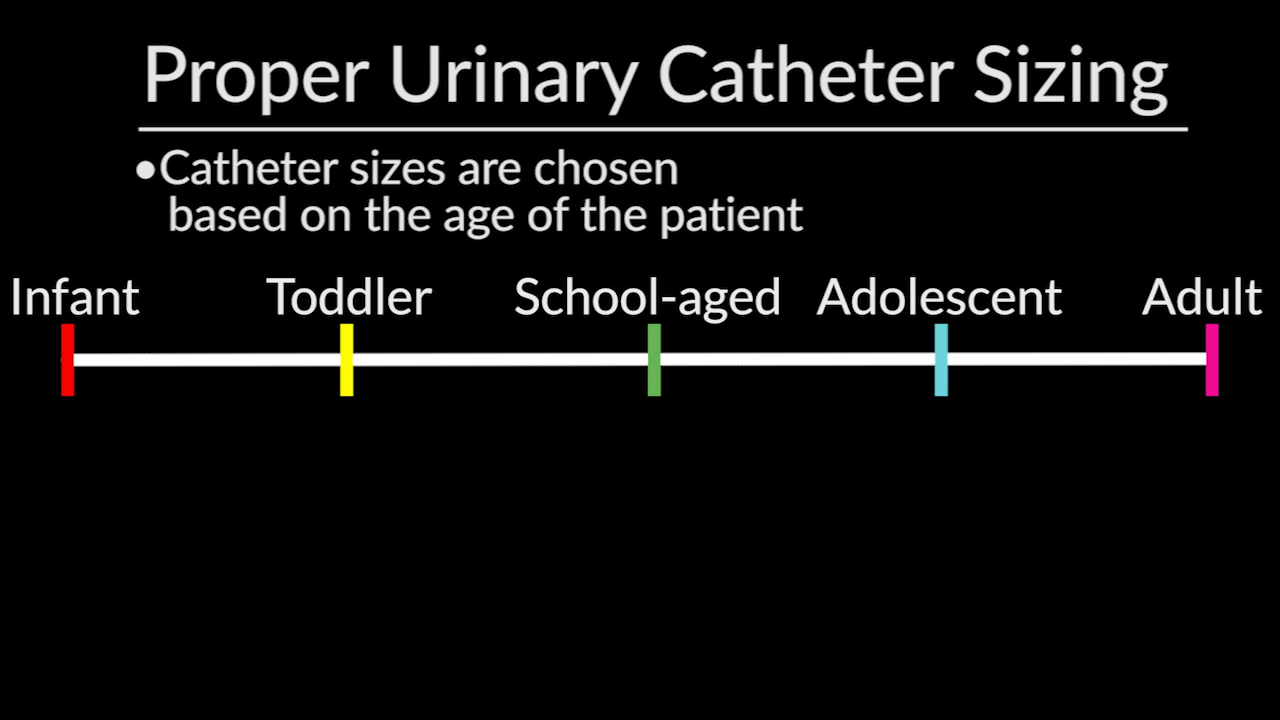 Proper Urinary Catheter Sizing
•Catheter sizes are chosen
based on the age of the patient
Infant Toddler School-aged Adolescent Adult